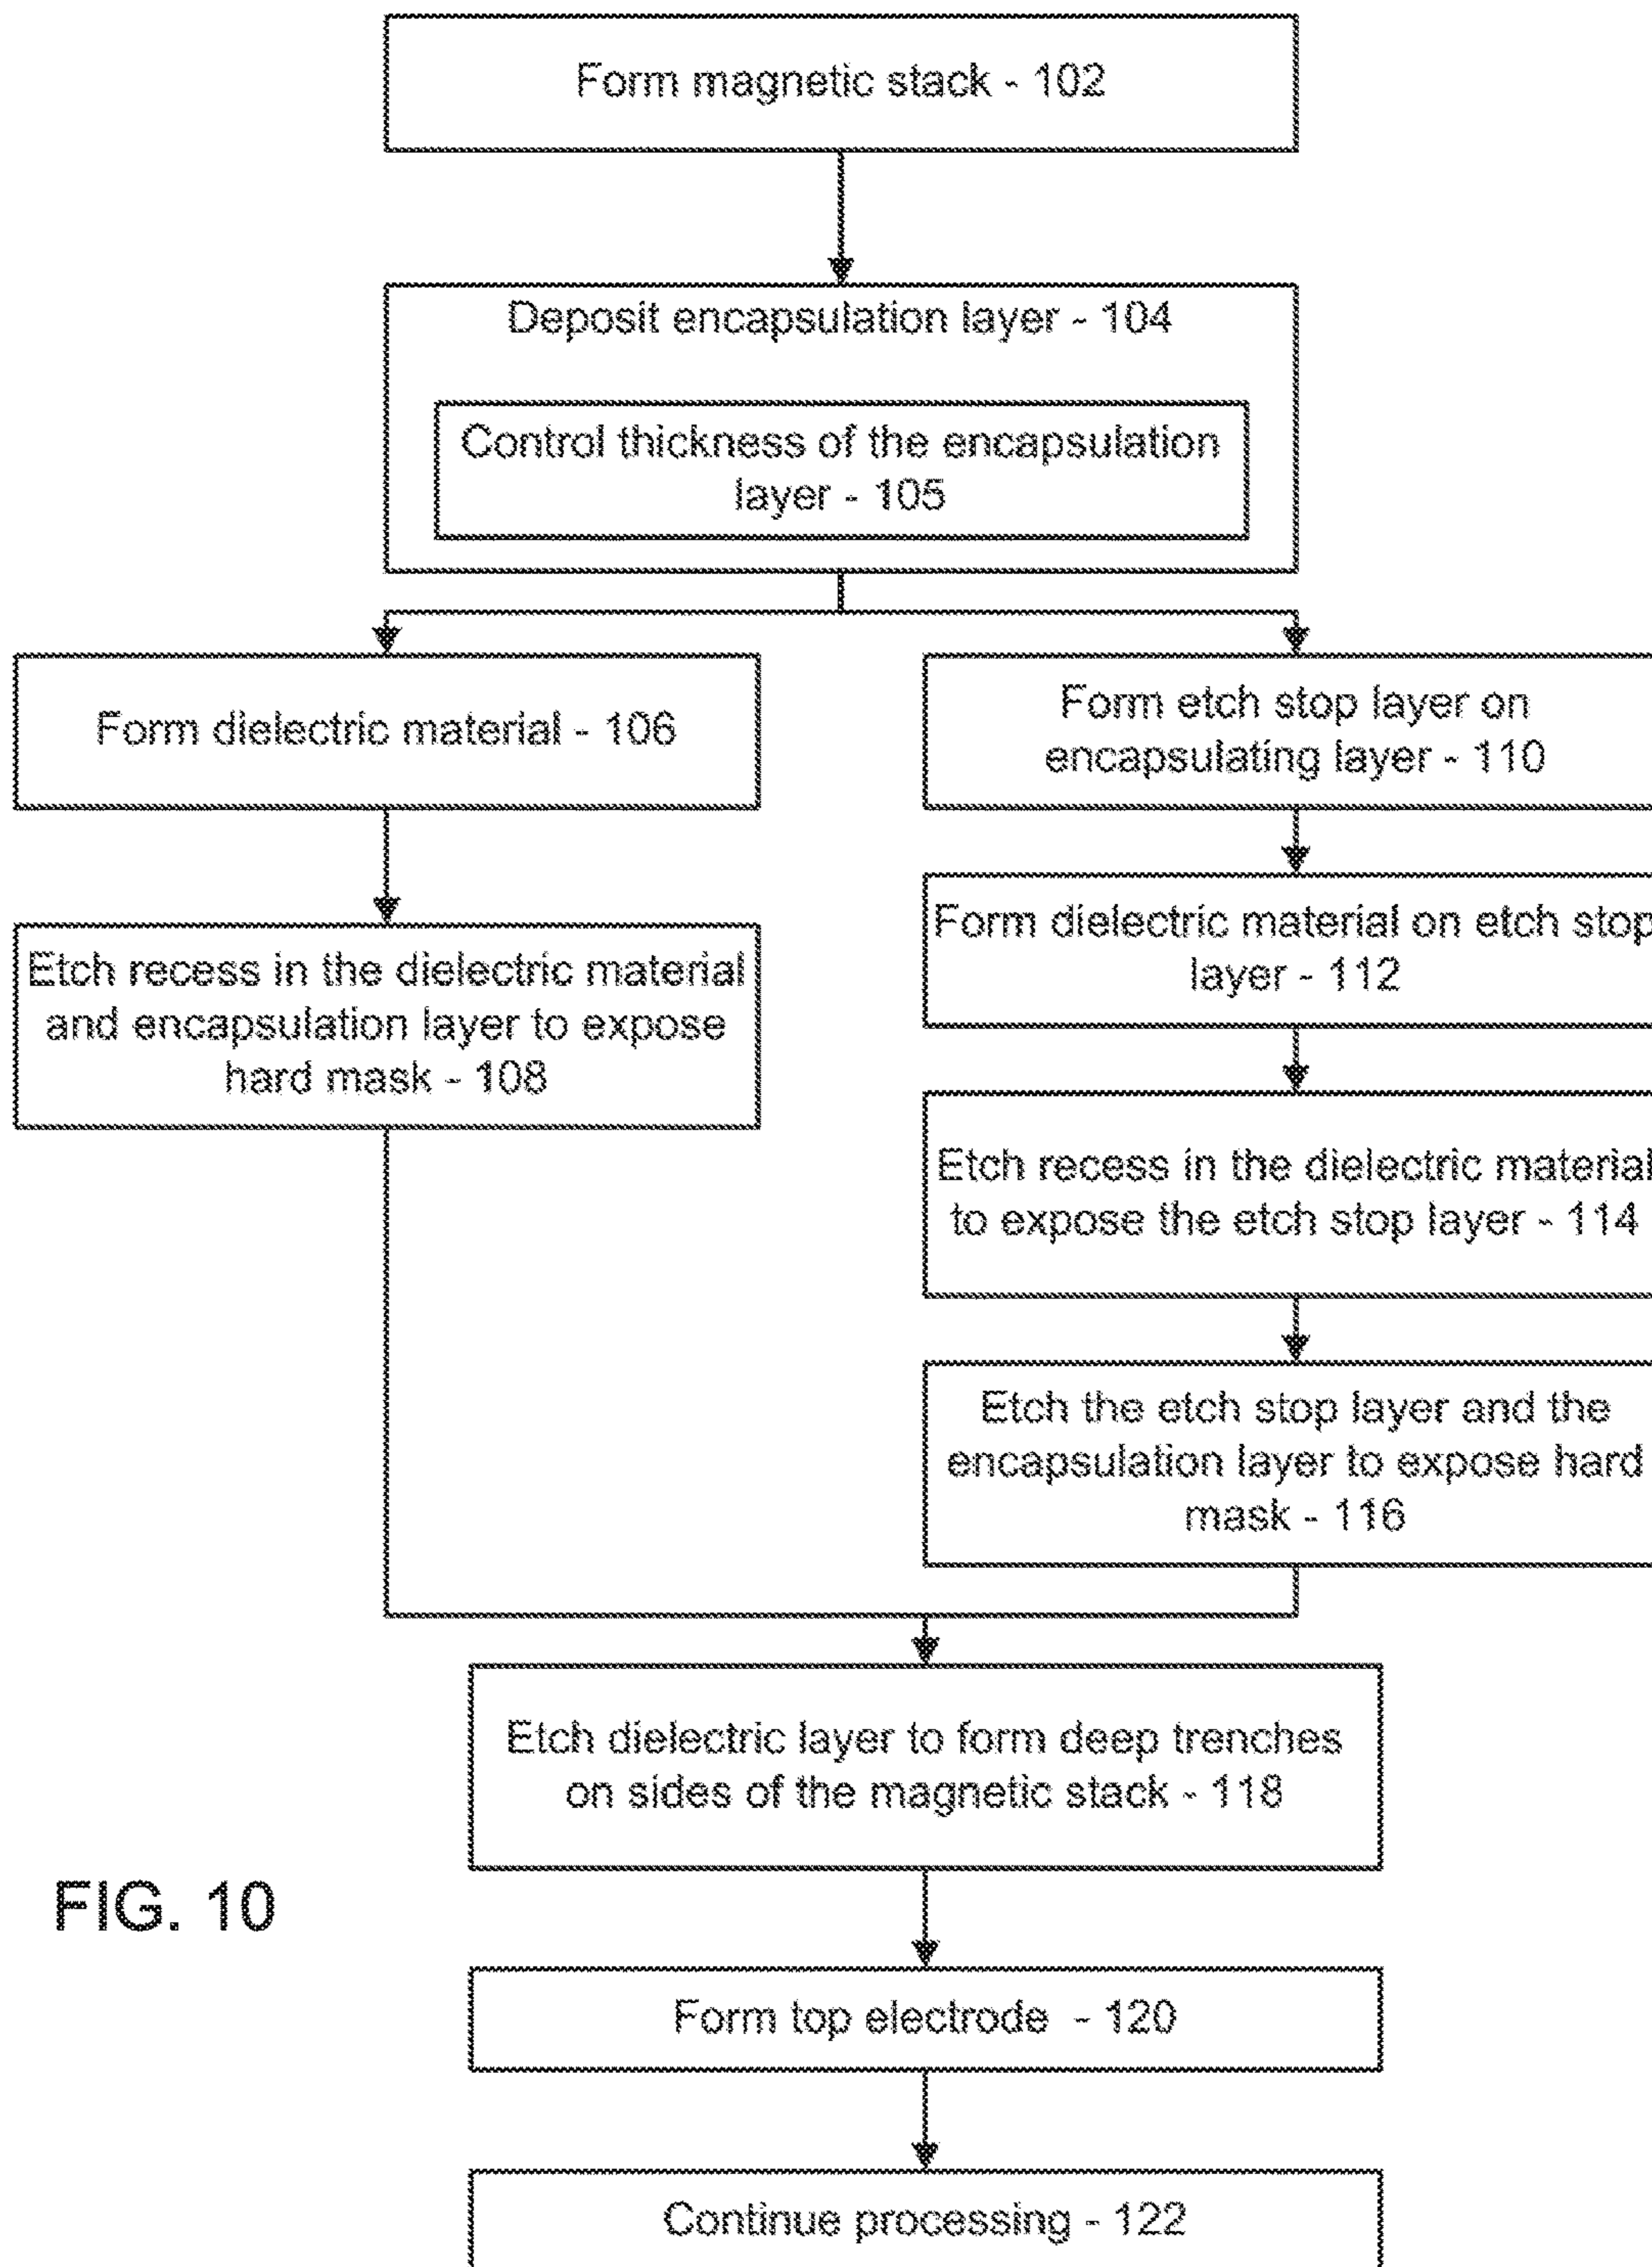 Form magnetic stack - 102
Deposit encapsulation layer - 104
Control thickness of the encapsulation
layer - 105
Form dielectric material - 106
Etch recess in the dielectric material
and encapsulation layer to expose
hard mask - 108
Form etch stop layer on
encapsulating layer - 110
Form dielectric material on etch stop
layer - 112
Etch recess in the dielectric material
to expose the etch stop layer - 114
Etch the etch stop layer and the
encapsulation layer to expose hard
mask - 116
Etch dielectric layer to form deep trenches
on sides of the magnetic stack - 118
FIG. 10
Form top electrode - 120
Continue processing - 122